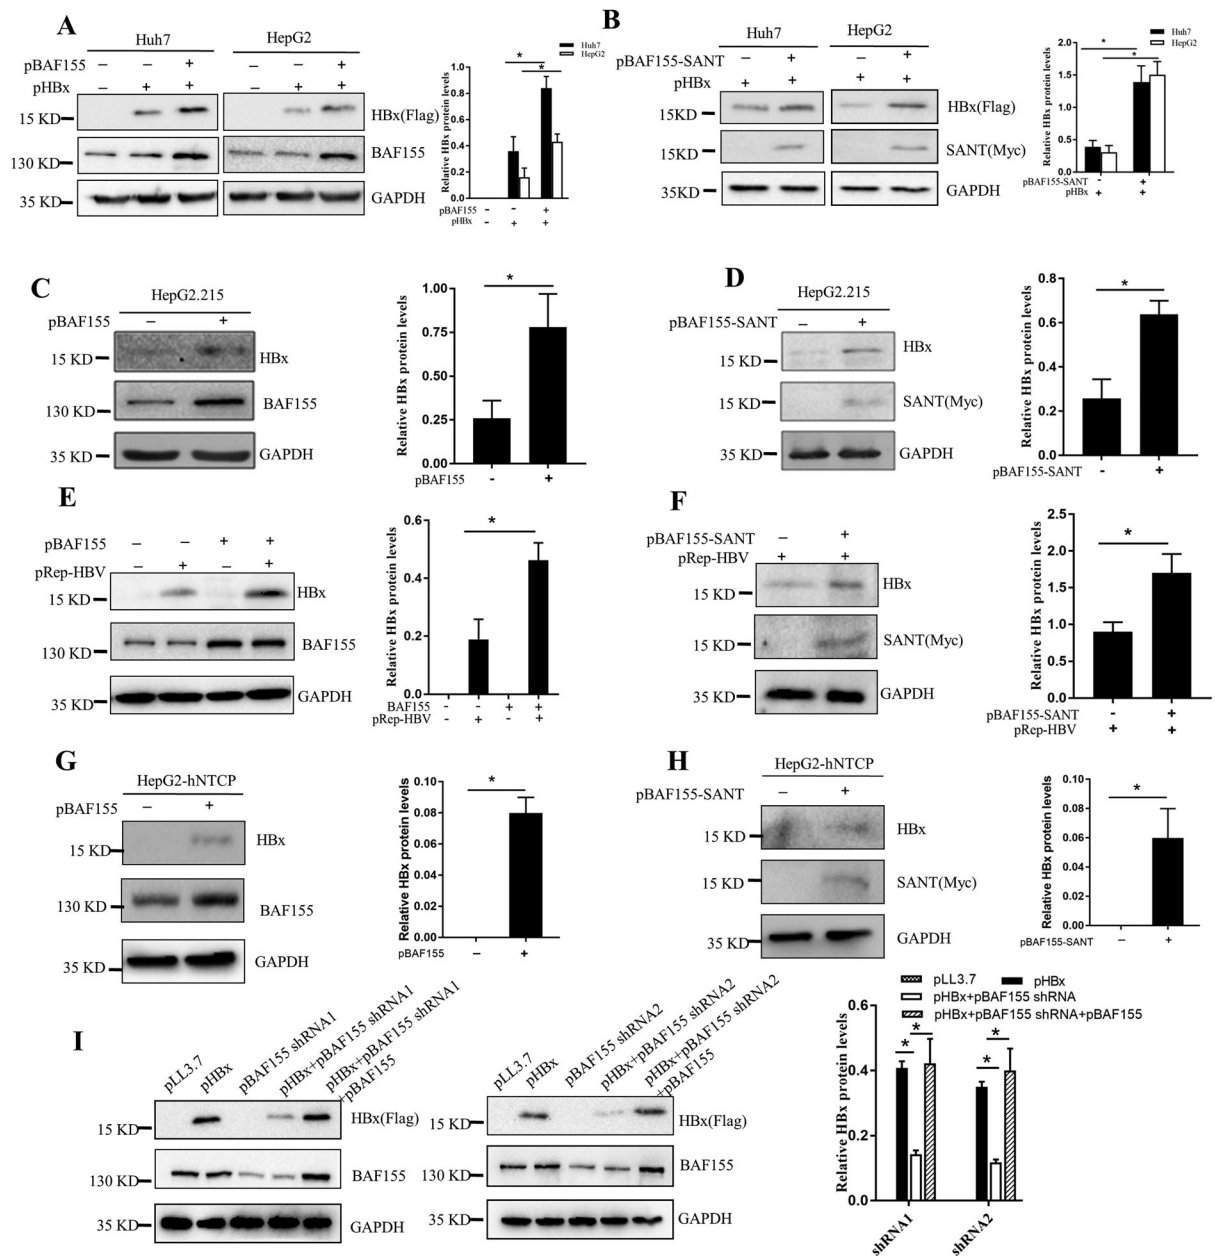 A
Huh7
HepG2
pBAF155 – – + – – +
pHBx – + + – + +
15 KD
HBx(Flag)
130 KD
BAF155
35 KD
GAPDH
Relative HBx protein levels
1.0
0.8
0.6
0.4
0.2
0.0
* *
Huh7
HepG2
pBAF155 - - +
pHBx - + +
B
Huh7
HepG2
pBAF155-SANT – + – +
pHBx + + + +
15KD
HBx(Flag)
15KD
SANT(Myc)
35KD
GAPDH
Relative HBx protein levels
2.0
1.5
1.0
0.5
0.0
* *
Huh7
HepG2
pBAF155-SANT - +
pHBx + +
C
HepG2.215
pBAF155 – +
15 KD
HBx
130 KD
BAF155
35 KD
GAPDH
Relative HBx protein levels
1.00
0.75
0.50
0.25
0.00
*
pBAF155 - +
D
HepG2.215
pBAF155-SANT – +
15 KD
HBx
15 KD
SANT(Myc)
35 KD
GAPDH
Relative HBx protein levels
0.8
0.6
0.4
0.2
0.0
*
pBAF155-SANT - +
E
pBAF155 – – + +
pRep-HBV – + – +
15 KD
HBx
130 KD
BAF155
35 KD
GAPDH
Relative HBx protein levels
0.6
0.4
0.2
0.0
*
BAF155 - - + +
pRep-HBV - + - +
F
pBAF155-SANT – +
pRep-HBV + +
15 KD
HBx
15 KD
SANT(Myc)
35 KD
GAPDH
Relative HBx protein levels
2.5
2.0
1.5
1.0
0.5
0.0
*
pBAF155-SANT - +
pRep-HBV + +
G
HepG2-hNTCP
pBAF155 – +
15 KD
HBx
130 KD
BAF155
35 KD
GAPDH
Relative HBx protein levels
0.10
0.08
0.06
0.04
0.02
0.00
*
pBAF155 – +
H
HepG2-hNTCP
pBAF155-SANT – +
15 KD
HBx
15 KD
SANT(Myc)
35 KD
GAPDH
Relative HBx protein levels
0.10
0.08
0.06
0.04
0.02
0.00
*
pBAF155-SANT – +
I
pLL3.7
pHBx
pBAF155 shRNA1
pHBx+pBAF155 shRNA1
pHBx+pBAF155 shRNA1
+pBAF155
15 KD
HBx(Flag)
130 KD
BAF155
35 KD
GAPDH
pLL3.7
pHBx
pBAF155 shRNA2
pHBx+pBAF155 shRNA2
pHBx+pBAF155 shRNA2
+pBAF155
15 KD
HBx(Flag)
130 KD
BAF155
35 KD
GAPDH
pLL3.7
pHBx
pHBx+pBAF155 shRNA
pHBx+pBAF155 shRNA+pBAF155
Relative HBx protein levels
0.6
0.4
0.2
0.0
* * * *
shRNA1
shRNA2